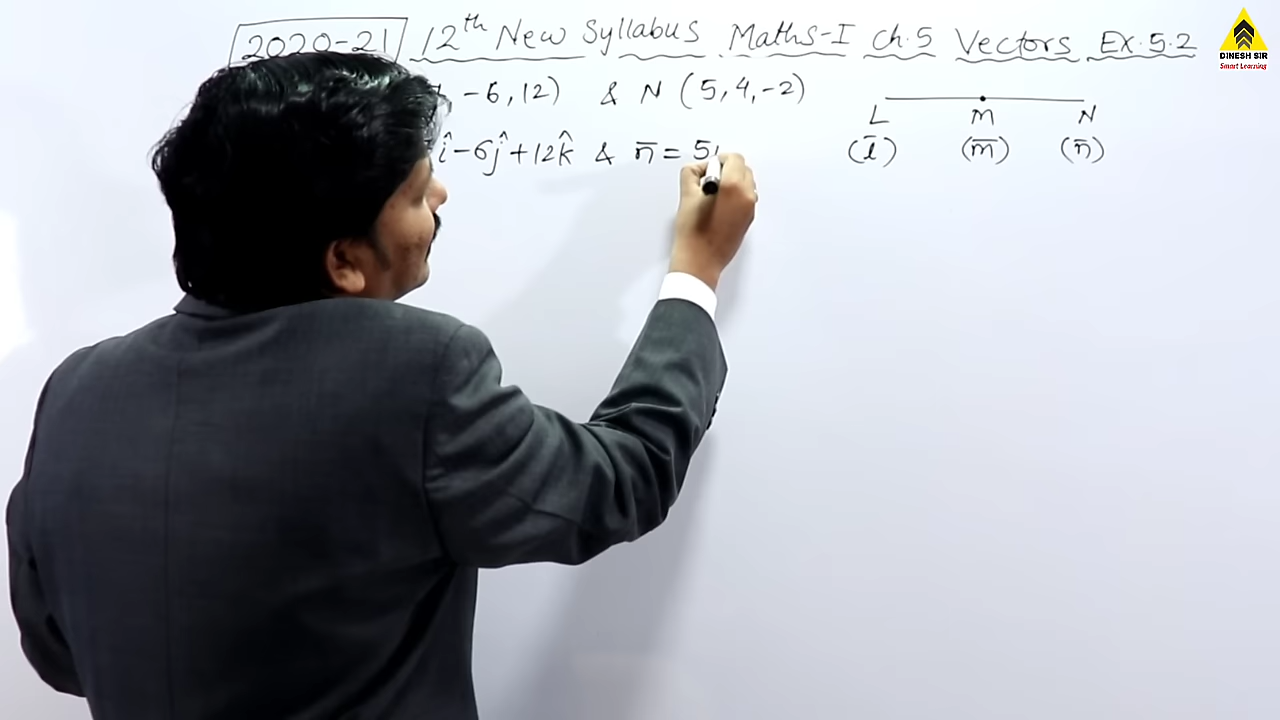 2020-21 12th New Syllabus Maths-I Ch.5 Vectors Ex.5.2
-6,12) & N (5,4,-2)
L m N
î-6ĵ+12k̂ & n̄ = 5
(l̄) (m̄) (n̄)
DINESH SIR
Smart Learning